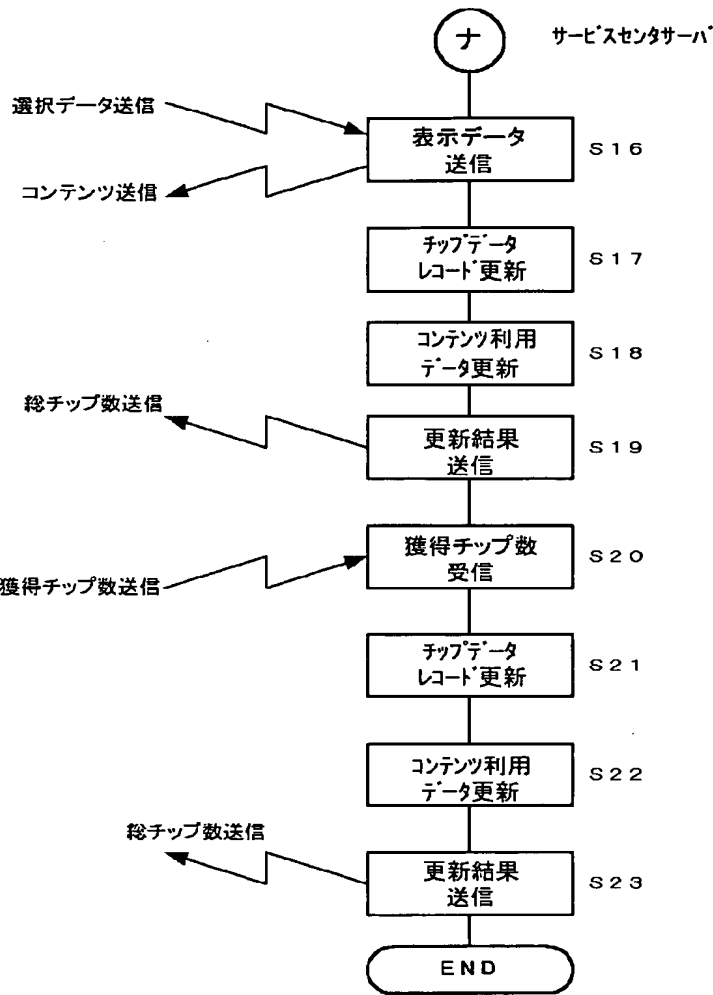 ナ
サービスセンタサーバ
選択データ送信
表示データ
送信
S16
コンテンツ送信
チップデータ
レコード更新
S17
コンテンツ利用
データ更新
S18
総チップ数送信
更新結果
送信
S19
獲得チップ数
受信
S20
獲得チップ数送信
チップデータ
レコード更新
S21
コンテンツ利用
データ更新
S22
総チップ数送信
更新結果
送信
S23
END